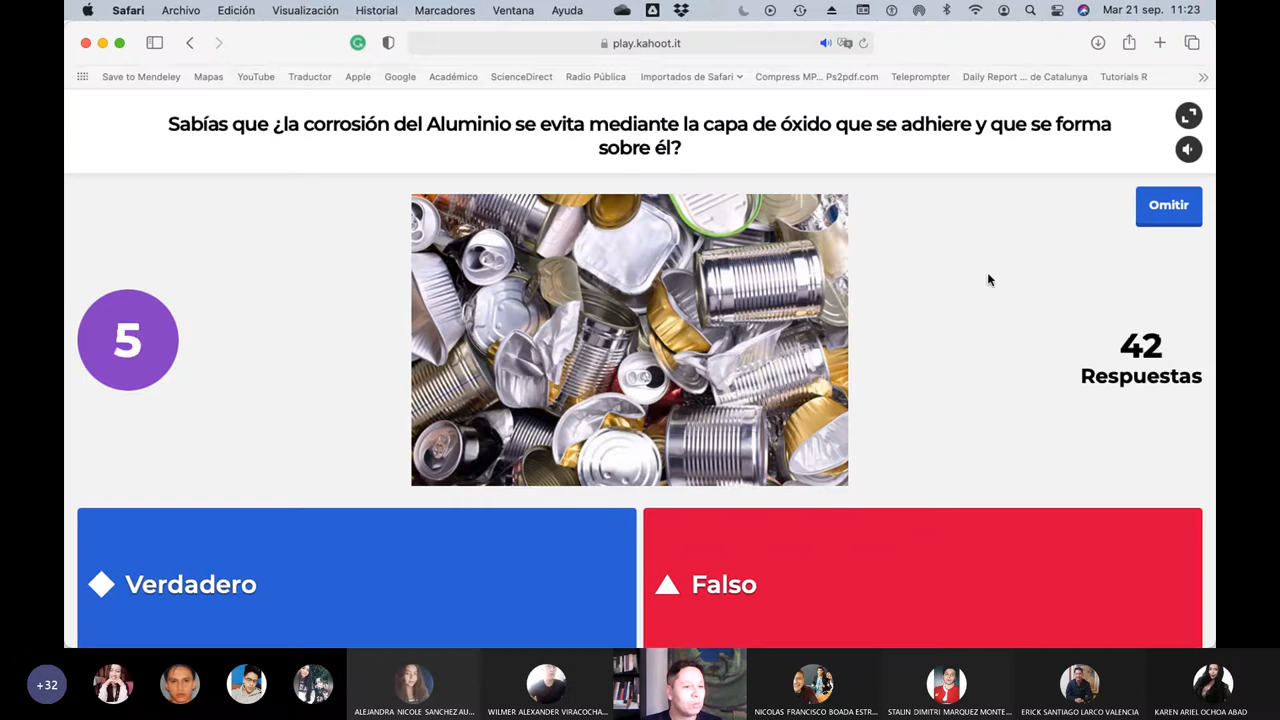 Safari Archivo Edición Visualización Historial Marcadores Ventana Ayuda Mar 21 sep. 11:23
play.kahoot.it
Save to Mendeley Mapas YouTube Traductor Apple Google Académico ScienceDirect Radio Pública Importados de Safari Compress MP... Ps2pdf.com Teleprompter Daily Report ... de Catalunya Tutorials R
Sabías que ¿la corrosión del Aluminio se evita mediante la capa de óxido que se adhiere y que se forma
sobre él?
Omitir
5
42
Respuestas
Verdadero
Falso
+32
ALEJANDRA NICOLE SANCHEZ AU...
WILMER ALEXANDER VIRACOCHA...
NICOLAS FRANCISCO BOADA ESTR...
STALIN DIMITRI MARQUEZ MONTE...
ERICK SANTIAGO LARCO VALENCIA
KAREN ARIEL OCHOA ABAD